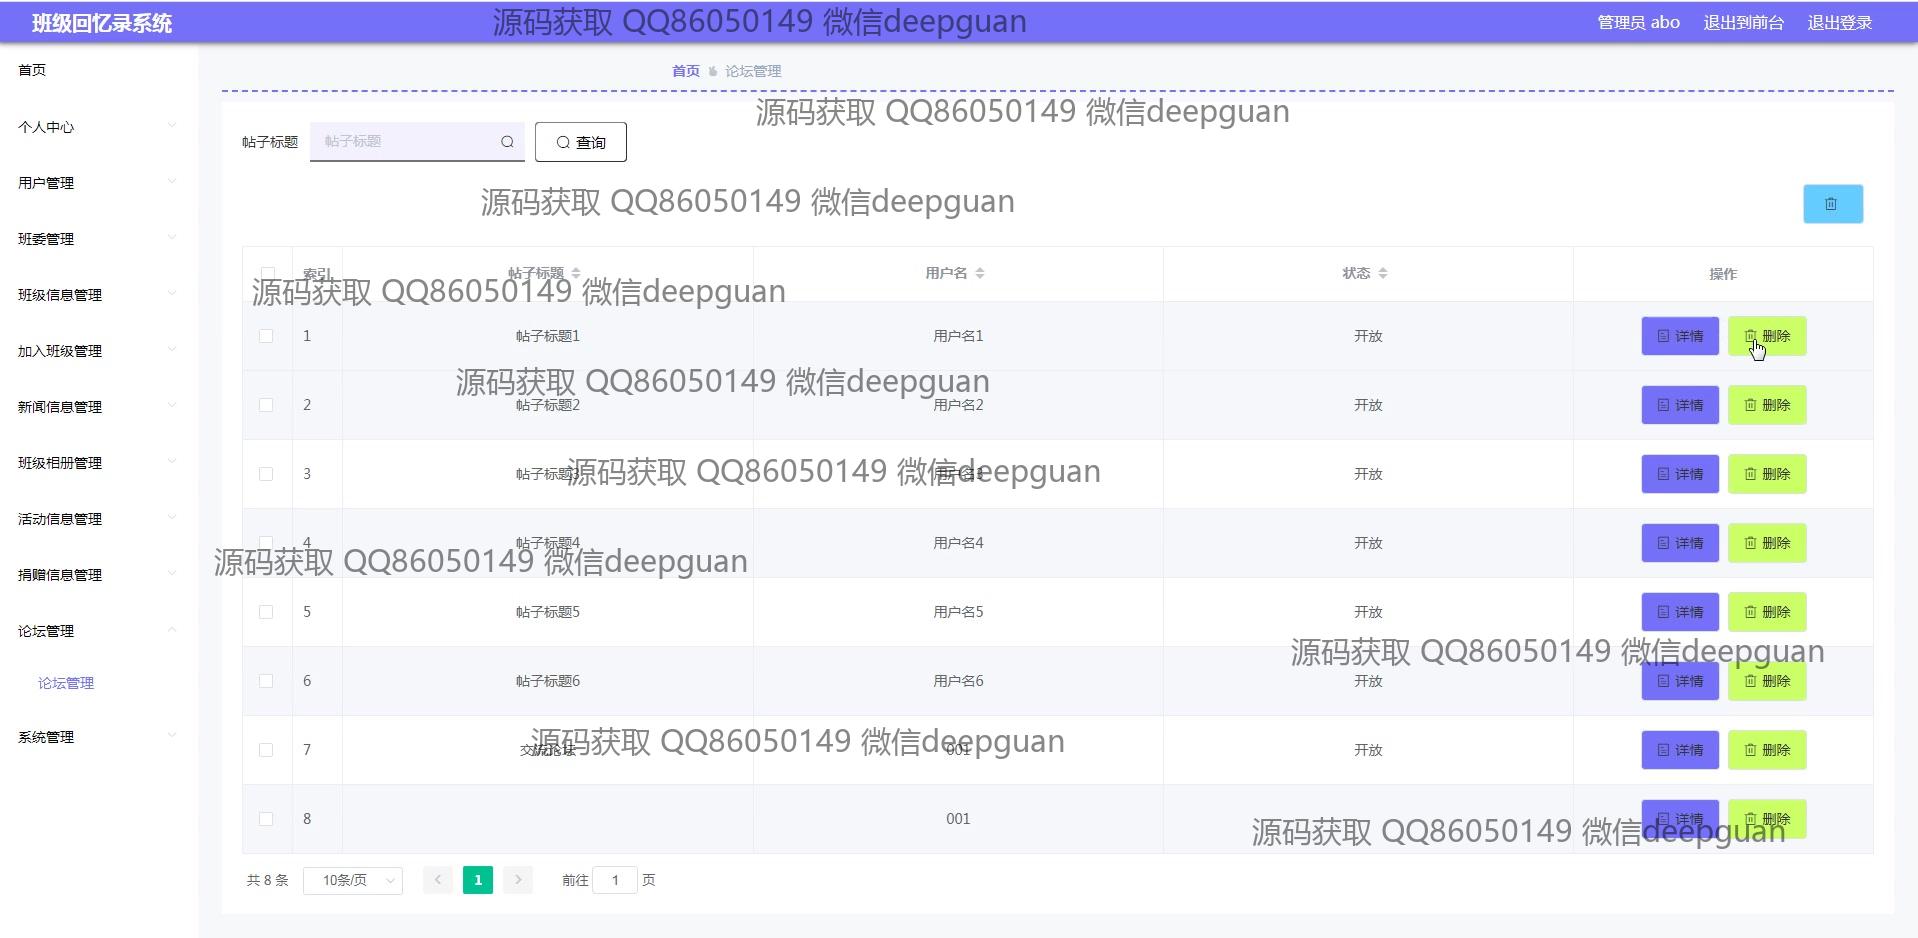 班级回忆录系统
源码获取 QQ86050149 微信deepguan
管理员 abo 退出到前台 退出登录
首页
个人中心
用户管理
班委管理
班级信息管理
加入班级管理
新闻信息管理
班级相册管理
活动信息管理
捐赠信息管理
论坛管理
论坛管理
系统管理
首页 论坛管理
源码获取 QQ86050149 微信deepguan
帖子标题 帖子标题 查询
源码获取 QQ86050149 微信deepguan
索引 帖子标题 用户名 状态 操作
源码获取 QQ86050149 微信deepguan
1 帖子标题1 用户名1 开放 详情 删除
源码获取 QQ86050149 微信deepguan
2 帖子标题2 用户名2 开放 详情 删除
源码获取 QQ86050149 微信deepguan
3 帖子标题3 用户名3 开放 详情 删除
4 帖子标题4 用户名4 开放 详情 删除
源码获取 QQ86050149 微信deepguan
5 帖子标题5 用户名5 开放 详情 删除
源码获取 QQ86050149 微信deepguan
6 帖子标题6 用户名6 开放 详情 删除
源码获取 QQ86050149 微信deepguan
7 交流论坛 001 开放 详情 删除
8 001 详情 删除
源码获取 QQ86050149 微信deepguan
共 8 条 10条/页 1 前往 1 页